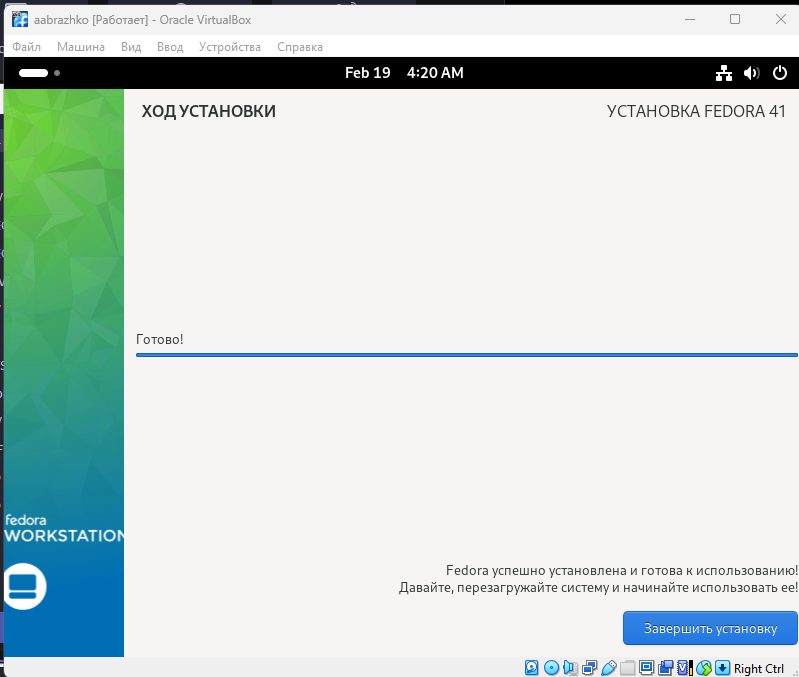 aabrazhko [Работает] - Oracle VirtualBox
Файл Машина Вид Ввод Устройства Справка
Feb 19 4:20 AM
ХОД УСТАНОВКИ
УСТАНОВКА FEDORA 41
Готово!
fedora
WORKSTATION
Fedora успешно установлена и готова к использованию!
Давайте, перезагружайте систему и начинайте использовать ее!
Завершить установку
Right Ctrl